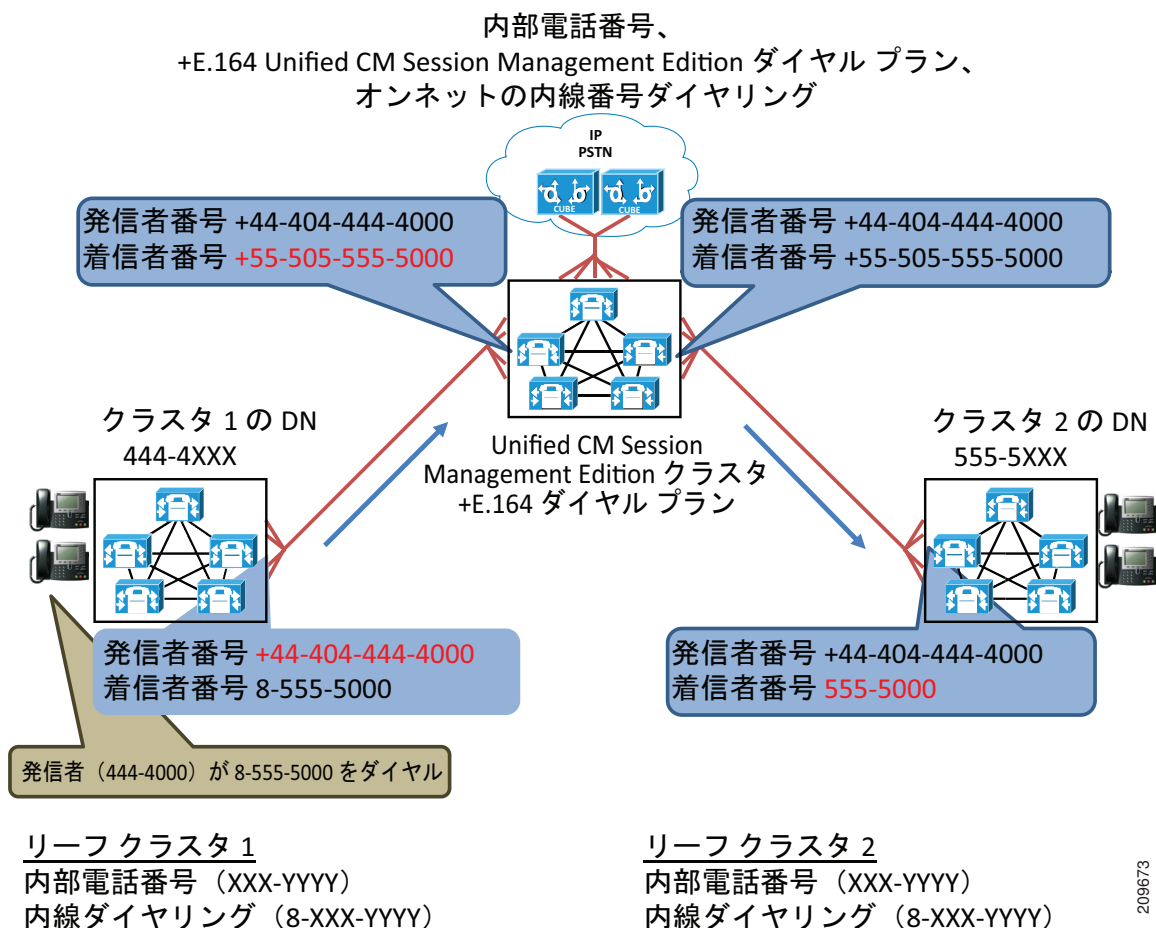 内部電話番号、
+E.164 Unified CM Session Management Edition ダイヤル プラン、
オンネットの内線番号ダイヤリング
IP
PSTN
CUBE
CUBE
発信者番号 +44-404-444-4000
着信者番号 +55-505-555-5000
発信者番号 +44-404-444-4000
着信者番号 +55-505-555-5000
クラスタ 1 の DN
444-4XXX
Unified CM Session
Management Edition クラスタ
+E.164 ダイヤル プラン
クラスタ 2 の DN
555-5XXX
発信者番号 +44-404-444-4000
着信者番号 8-555-5000
発信者番号 +44-404-444-4000
着信者番号 555-5000
発信者（444-4000）が 8-555-5000 をダイヤル
リーフ クラスタ 1
内部電話番号（XXX-YYYY）
内線ダイヤリング（8-XXX-YYYY）
リーフ クラスタ 2
内部電話番号（XXX-YYYY）
内線ダイヤリング（8-XXX-YYYY）
209673